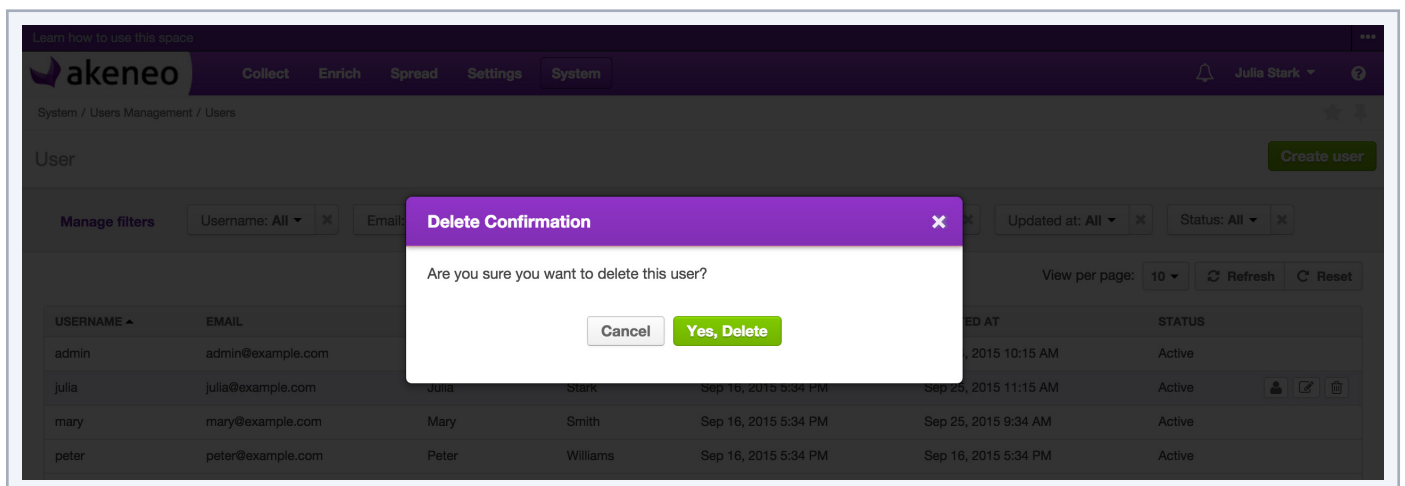 Learn how to use this space
akeneo Collect Enrich Spread Settings System Julia Stark
System / Users Management / Users
User Create user
Manage filters Username: All Email: Updated at: All Status: All
Delete Confirmation
Are you sure you want to delete this user?
View per page: 10 Refresh Reset
Cancel Yes, Delete
USERNAME EMAIL ED AT STATUS
admin admin@example.com , 2015 10:15 AM Active
julia julia@example.com Julia Stark Sep 16, 2015 5:34 PM Sep 25, 2015 11:15 AM Active
mary mary@example.com Mary Smith Sep 16, 2015 5:34 PM Sep 25, 2015 9:34 AM Active
peter peter@example.com Peter Williams Sep 16, 2015 5:34 PM Sep 16, 2015 5:34 PM Active